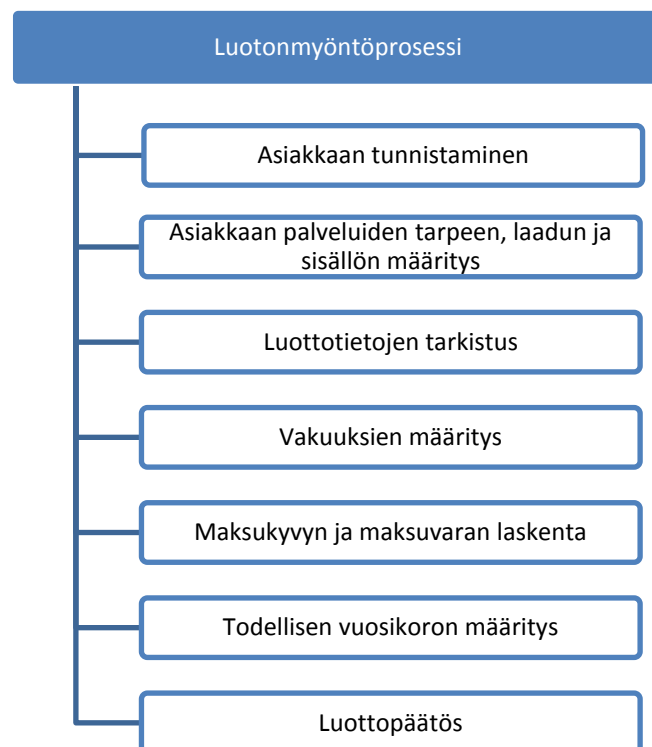 Luotonmyöntöprosessi
Asiakkaan tunnistaminen
Asiakkaan palveluiden tarpeen, laadun ja
sisällön määritys
Luottotietojen tarkistus
Vakuuksien määritys
Maksukyvyn ja maksuvaran laskenta
Todellisen vuosikoron määritys
Luottopäätös